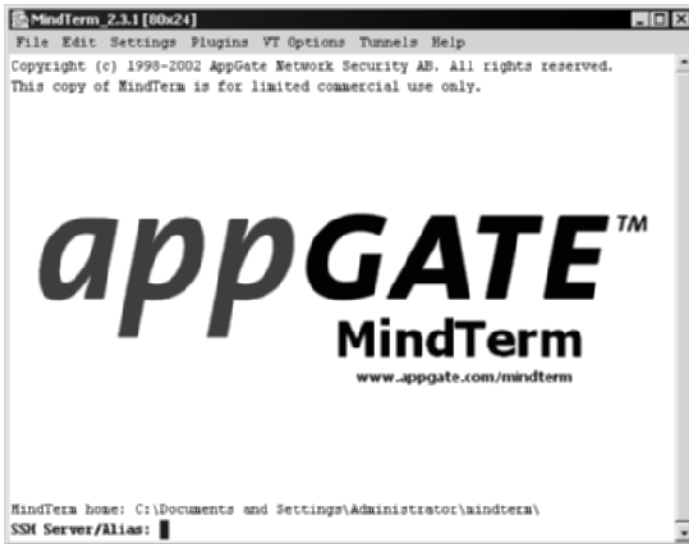 MindTerm_2.3.1 [80x24]
File Edit Settings Plugins VT Options Tunnels Help
Copyright (c) 1998-2002 AppGate Network Security AB. All rights reserved.
This copy of MindTerm is for limited commercial use only.
appGATE™
MindTerm
www.appgate.com/mindterm
MindTerm home: C:\Documents and Settings\Administrator\mindterm\
SSH Server/Alias: